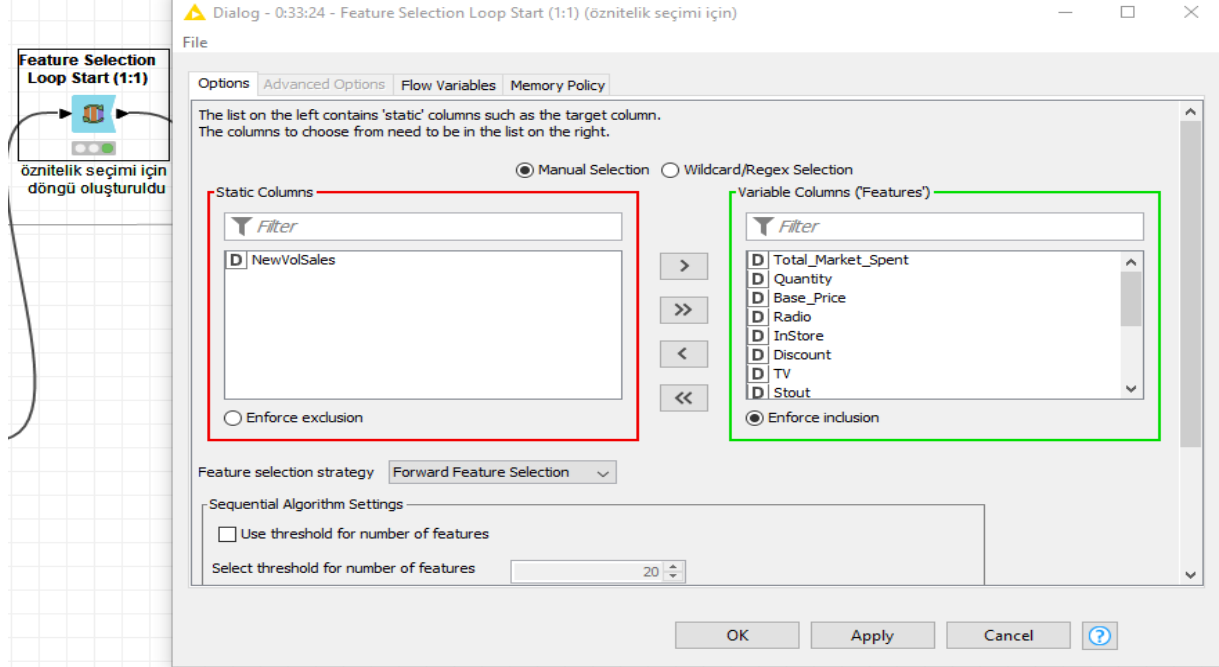 Dialog - 0:33:24 - Feature Selection Loop Start (1:1) (öznitelik seçimi için)
File
Feature Selection
Loop Start (1:1)
öznitelik seçimi için
döngü oluşturuldu
Options Advanced Options Flow Variables Memory Policy
The list on the left contains 'static' columns such as the target column.
The columns to choose from need to be in the list on the right.
Manual Selection Wildcard/Regex Selection
Static Columns
Filter
D NewVolSales
Enforce exclusion
>
>>
<
<<
Variable Columns ('Features')
Filter
D Total_Market_Spent
D Quantity
D Base_Price
D Radio
D InStore
D Discount
D TV
D Stout
Enforce inclusion
Feature selection strategy Forward Feature Selection
Sequential Algorithm Settings
Use threshold for number of features
Select threshold for number of features 20
OK Apply Cancel ?